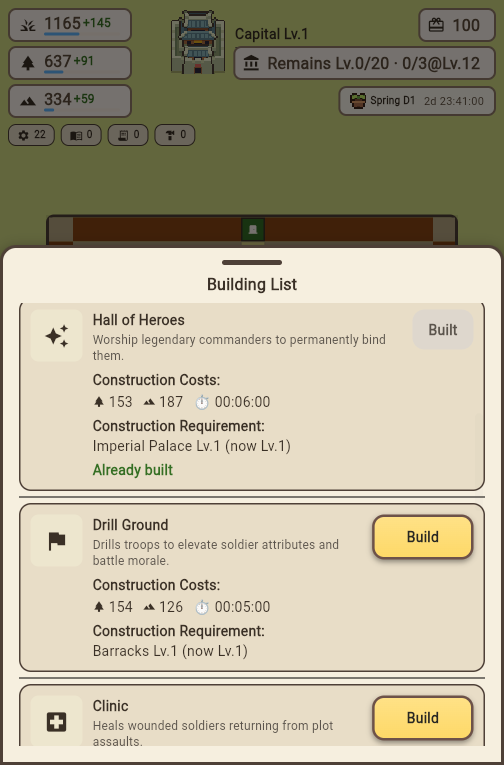 1165 +145
Capital Lv.1
100
637 +91
Remains Lv.0/20 · 0/3@Lv.12
334 +59
Spring D1 2d 23:41:00
22 0 0 0
Building List
Hall of Heroes
Built
Worship legendary commanders to permanently bind
them.
Construction Costs:
153 187 00:06:00
Construction Requirement:
Imperial Palace Lv.1 (now Lv.1)
Already built
Drill Ground
Build
Drills troops to elevate soldier attributes and
battle morale.
Construction Costs:
154 126 00:05:00
Construction Requirement:
Barracks Lv.1 (now Lv.1)
Clinic
Build
Heals wounded soldiers returning from plot
assaults.